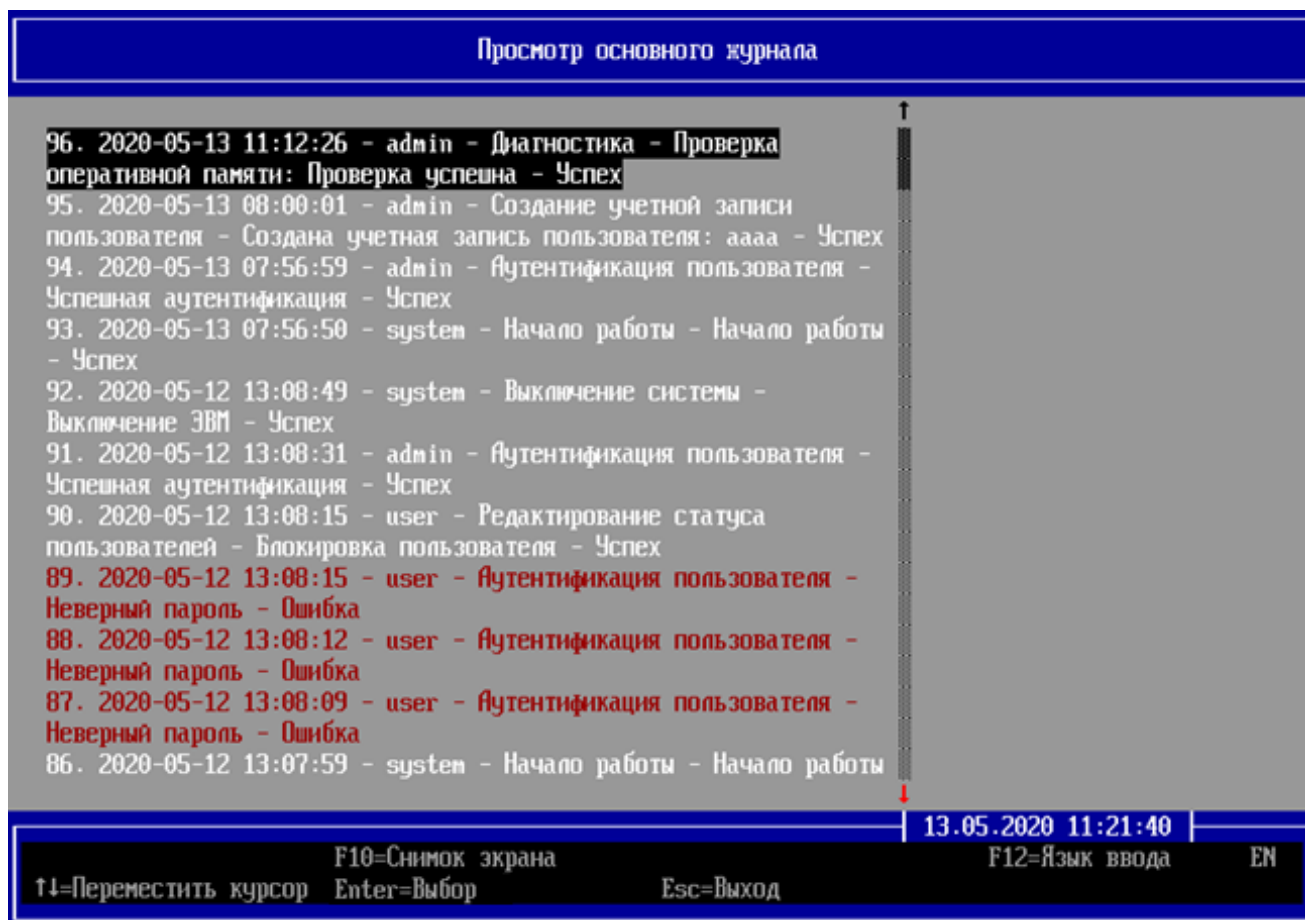 Просмотр основного журнала
↑
96. 2020-05-13 11:12:26 - admin - Диагностика - Проверка
оперативной памяти: Проверка успешна - Успех
95. 2020-05-13 08:00:01 - admin - Создание учетной записи
пользователя - Создана учетная запись пользователя: aaaa - Успех
94. 2020-05-13 07:56:59 - admin - Аутентификация пользователя -
Успешная аутентификация - Успех
93. 2020-05-13 07:56:50 - system - Начало работы - Начало работы
- Успех
92. 2020-05-12 13:08:49 - system - Выключение системы -
Выключение ЭВМ - Успех
91. 2020-05-12 13:08:31 - admin - Аутентификация пользователя -
Успешная аутентификация - Успех
90. 2020-05-12 13:08:15 - user - Редактирование статуса
пользователей - Блокировка пользователя - Успех
89. 2020-05-12 13:08:15 - user - Аутентификация пользователя -
Неверный пароль - Ошибка
88. 2020-05-12 13:08:12 - user - Аутентификация пользователя -
Неверный пароль - Ошибка
87. 2020-05-12 13:08:09 - user - Аутентификация пользователя -
Неверный пароль - Ошибка
86. 2020-05-12 13:07:59 - system - Начало работы - Начало работы
↓
13.05.2020 11:21:40
F10=Снимок экрана F12=Язык ввода EN
↑↓=Переместить курсор Enter=Выбор Esc=Выход